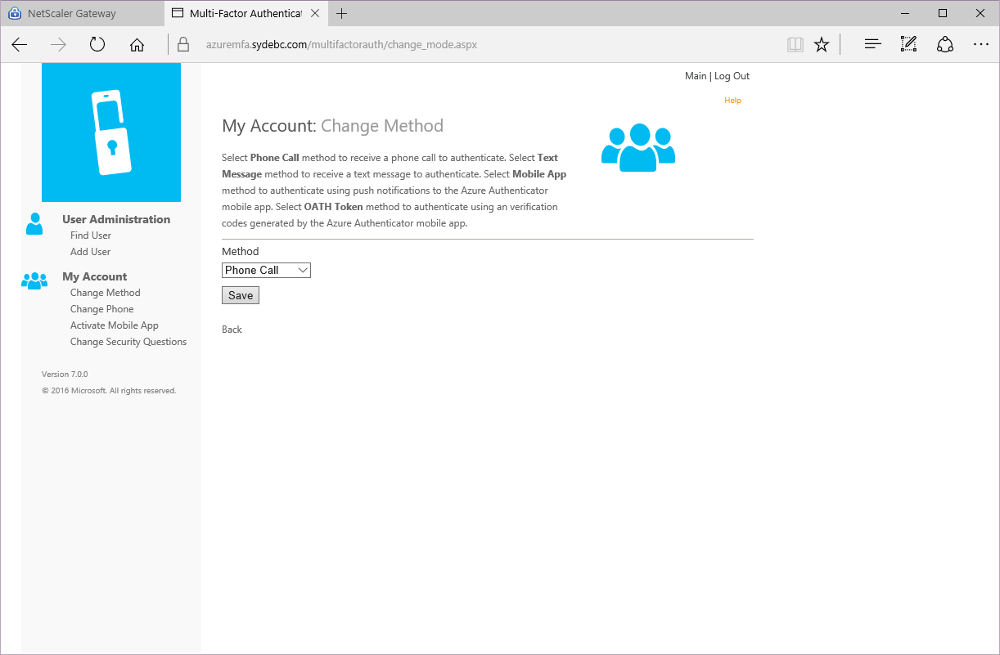 NetScaler Gateway
Multi-Factor Authenticat
azuremfa.sydebc.com/multifactorauth/change_mode.aspx
Main | Log Out
Help
My Account: Change Method
Select Phone Call method to receive a phone call to authenticate. Select Text
Message method to receive a text message to authenticate. Select Mobile App
method to authenticate using push notifications to the Azure Authenticator
mobile app. Select OATH Token method to authenticate using an verification
codes generated by the Azure Authenticator mobile app.
Method
Phone Call
Save
Back
User Administration
Find User
Add User
My Account
Change Method
Change Phone
Activate Mobile App
Change Security Questions
Version 7.0.0
© 2016 Microsoft. All rights reserved.